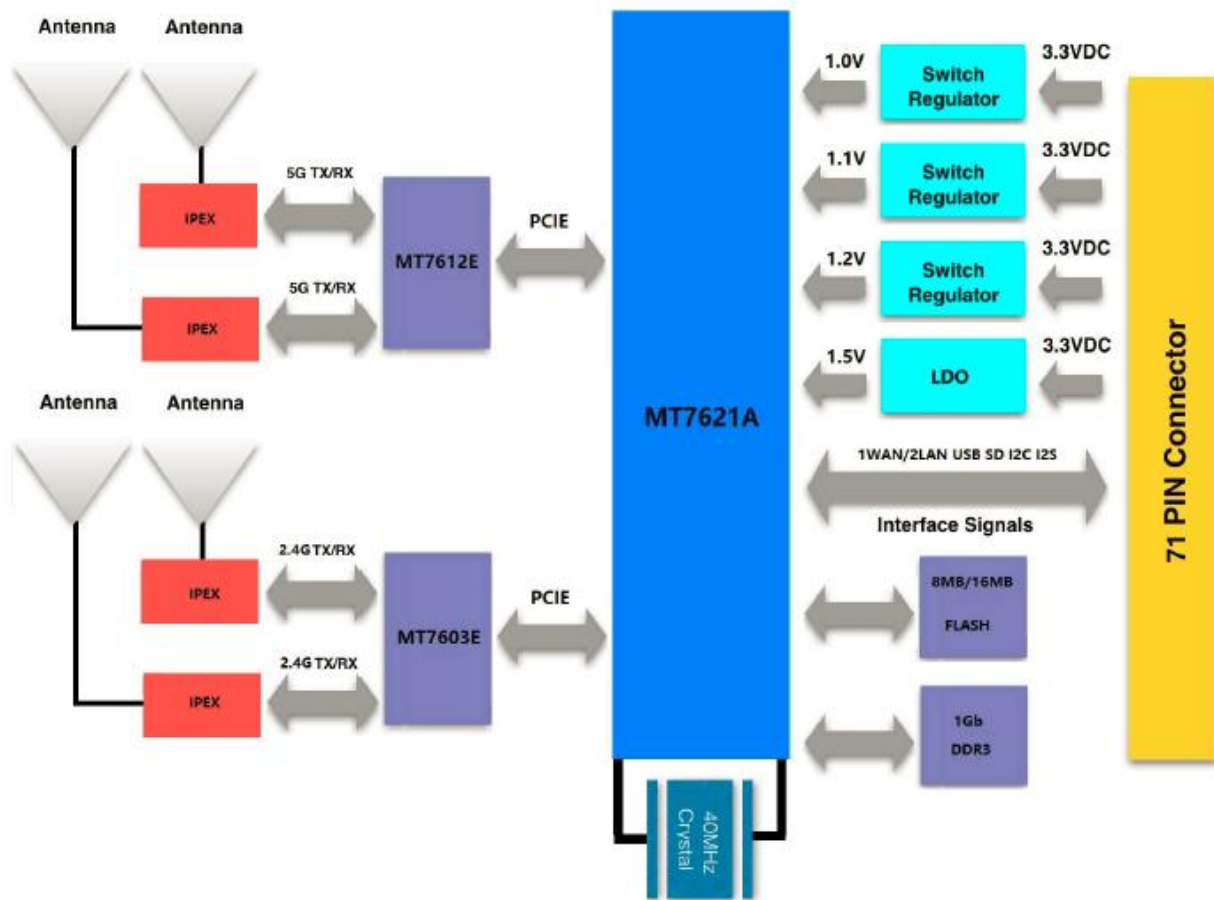 Antenna
Antenna
5G TX/RX
IPEX
5G TX/RX
IPEX
MT7612E
PCIE
Antenna
Antenna
2.4G TX/RX
IPEX
2.4G TX/RX
IPEX
MT7603E
PCIE
MT7621A
40MHz
Crystal
1.0V
Switch
Regulator
3.3VDC
1.1V
Switch
Regulator
3.3VDC
1.2V
Switch
Regulator
3.3VDC
1.5V
LDO
3.3VDC
1WAN/2LAN USB SD I2C I2S
Interface Signals
8MB/16MB
FLASH
1Gb
DDR3
71 PIN Connector